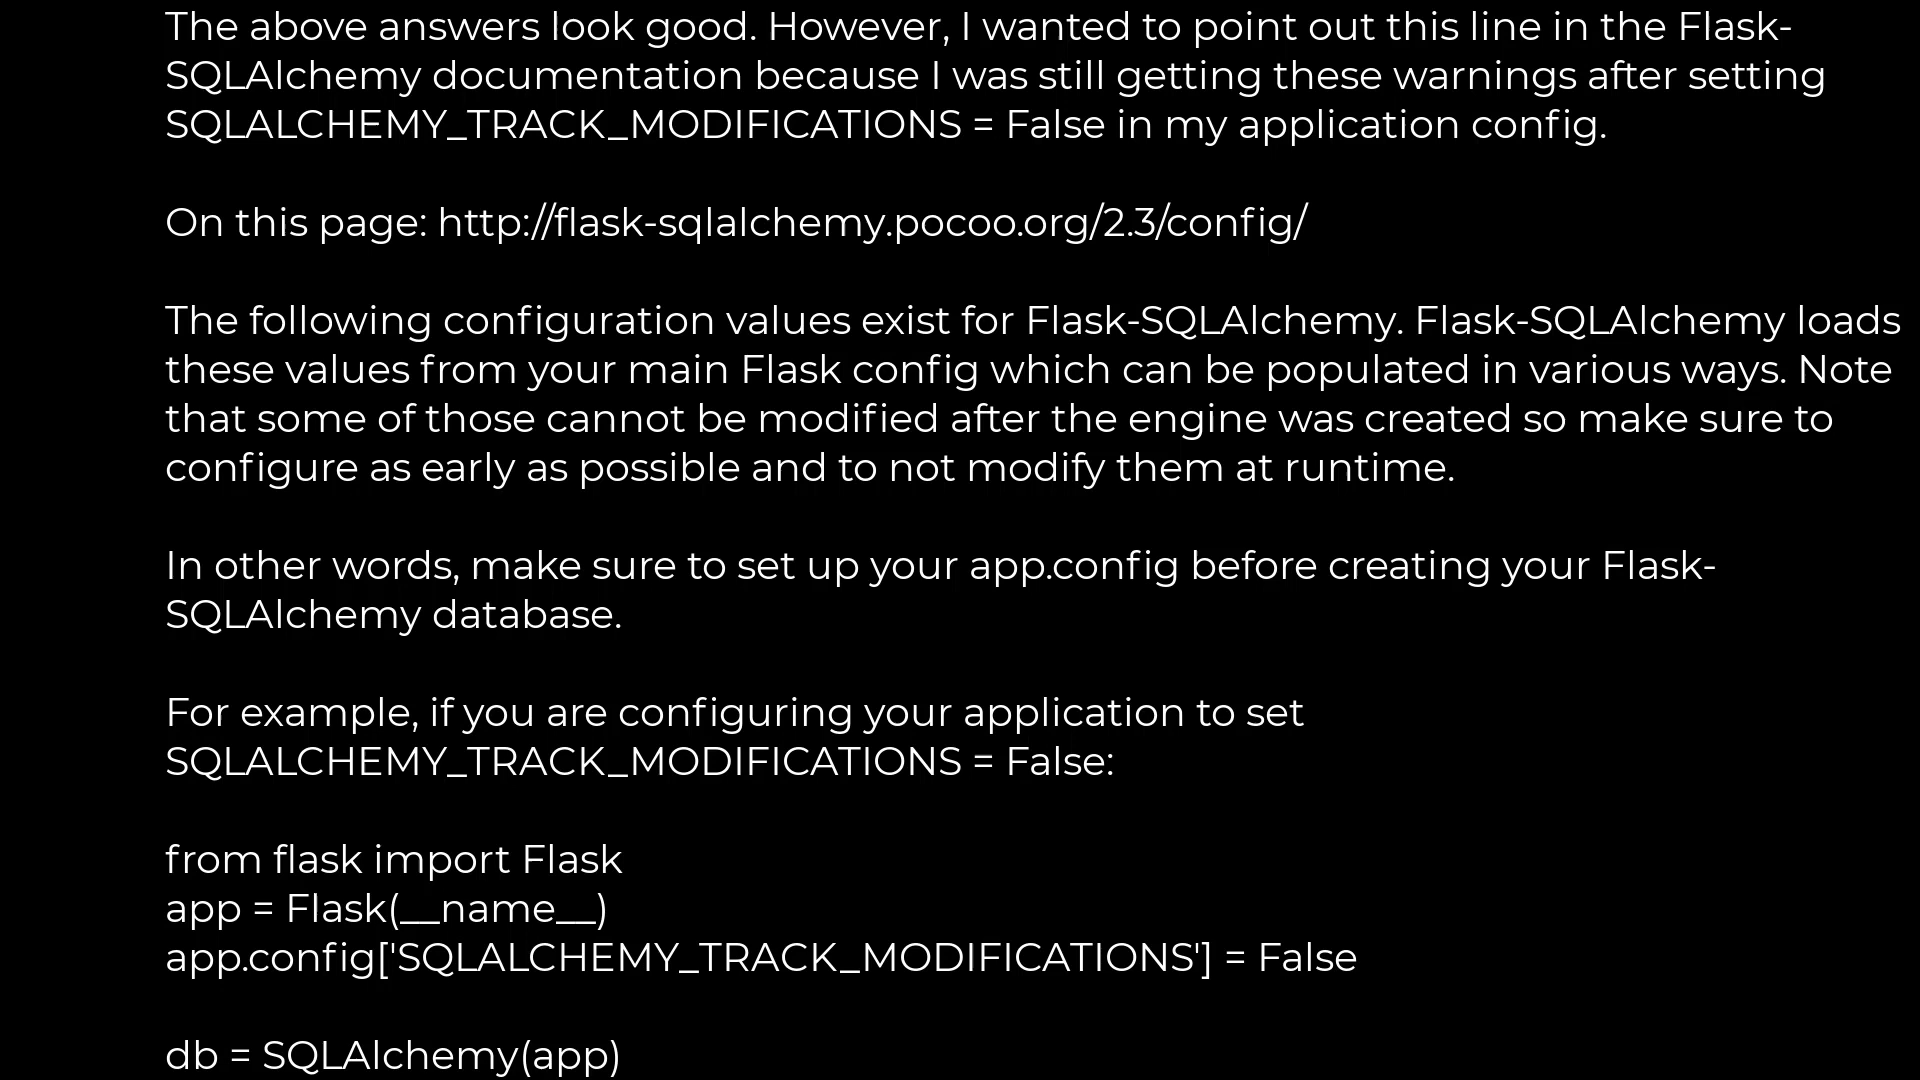 The above answers look good. However, I wanted to point out this line in the Flask-
SQLAlchemy documentation because I was still getting these warnings after setting
SQLALCHEMY_TRACK_MODIFICATIONS = False in my application config.
On this page: http://flask-sqlalchemy.pocoo.org/2.3/config/
The following configuration values exist for Flask-SQLAlchemy. Flask-SQLAlchemy loads
these values from your main Flask config which can be populated in various ways. Note
that some of those cannot be modified after the engine was created so make sure to
configure as early as possible and to not modify them at runtime.
In other words, make sure to set up your app.config before creating your Flask-
SQLAlchemy database.
For example, if you are configuring your application to set
SQLALCHEMY_TRACK_MODIFICATIONS = False:
from flask import Flask
app = Flask(__name__)
app.config['SQLALCHEMY_TRACK_MODIFICATIONS'] = False
db = SQLAlchemy(app)